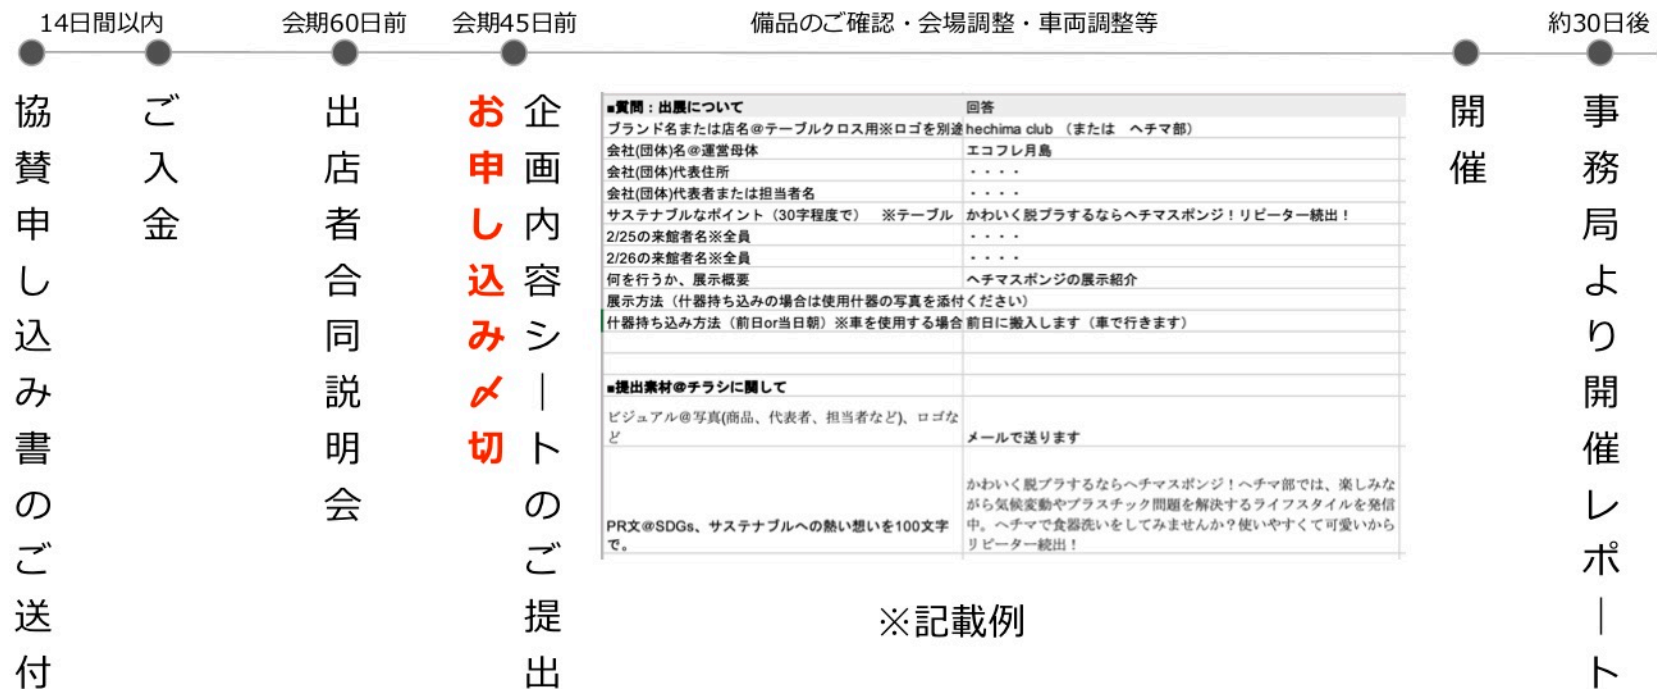 14日間以内
会期60日前
会期45日前
備品のご確認・会場調整・車両調整等
約30日後
協賛申し込み書のご送付
ご入金
出店者合同説明会
お申し込み〆切
企画内容シートのご提出
■質問：出展について 回答
ブランド名または店名@テーブルクロス用※ロゴを別途 hechima club （または　ヘチマ部）
会社(団体)名@運営母体 エコフレ月島
会社(団体)代表住所 ・・・・
会社(団体)代表者または担当者名 ・・・・
サステナブルなポイント（30字程度で）　※テーブル かわいく脱プラするならヘチマスポンジ！リピーター続出！
2/25の来館者名※全員 ・・・・
2/26の来館者名※全員 ・・・・
何を行うか、展示概要 ヘチマスポンジの展示紹介
展示方法（什器持ち込みの場合は使用什器の写真を添付ください）
什器持ち込み方法（前日or当日朝）※車を使用する場合 前日に搬入します（車で行きます）
■提出素材@チラシに関して
ビジュアル@写真(商品、代表者、担当者など)、ロゴな
ど メールで送ります
PR文@SDGs、サステナブルへの熱い想いを100文字
で。
かわいく脱プラするならヘチマスポンジ！ヘチマ部では、楽しみな
がら気候変動やプラスチック問題を解決するライフスタイルを発信
中。ヘチマで食器洗いをしてみませんか？使いやすくて可愛いから
リピーター続出！
※記載例
開催
事務局より開催レポート